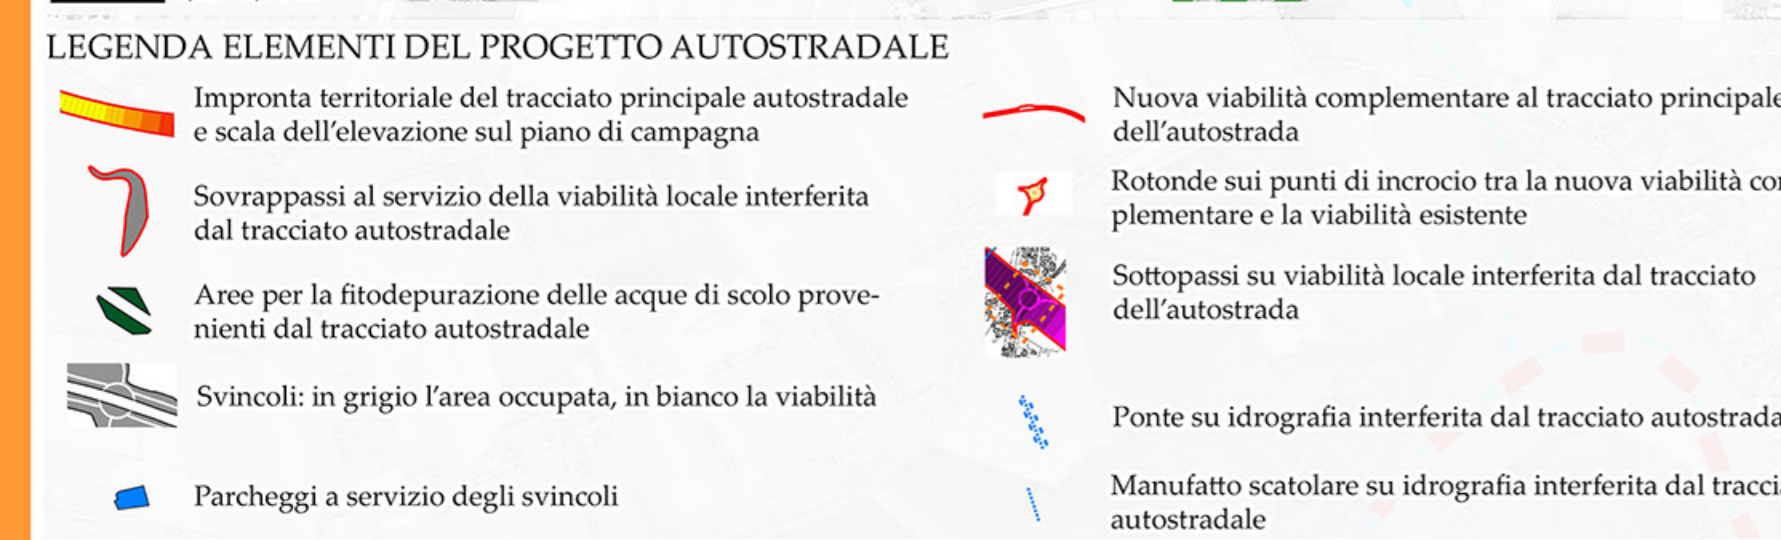 LEGENDA ELEMENTI DEL PROGETTO AUTOSTRADALE
Impronta territoriale del tracciato principale autostradale
e scala dell'elevazione sul piano di campagna
Sovrappassi al servizio della viabilità locale interferita
dal tracciato autostradale
Aree per la fitodepurazione delle acque di scolo prove-
nienti dal tracciato autostradale
Svincoli: in grigio l'area occupata, in bianco la viabilità
Parcheggi a servizio degli svincoli
Nuova viabilità complementare al tracciato principale
dell'autostrada
Rotonde sui punti di incrocio tra la nuova viabilità
plementare e la viabilità esistente
Sottopassi su viabilità locale interferita dal tracciato
dell'autostrada
Ponte su idrografia interferita dal tracciato
Manufatto scatolare su idrografia interferita dal
autostradale